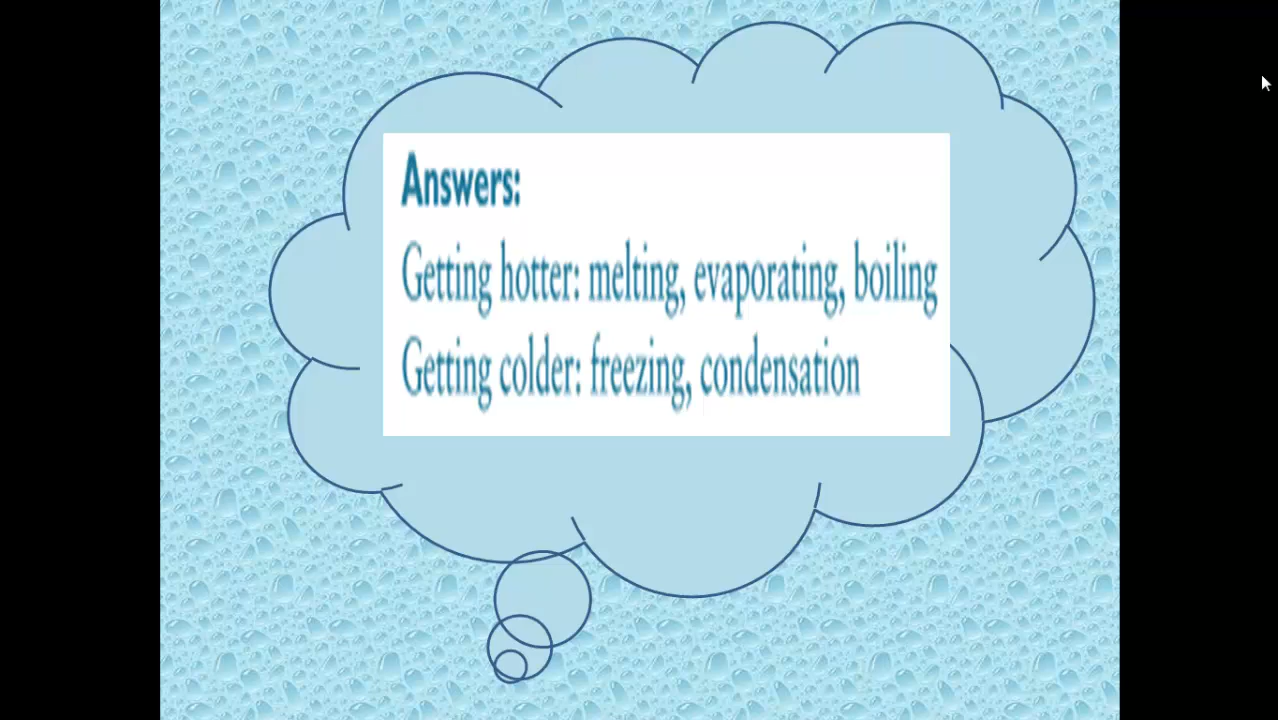 Answers:
Getting hotter: melting, evaporating, boiling
Getting colder: freezing, condensation